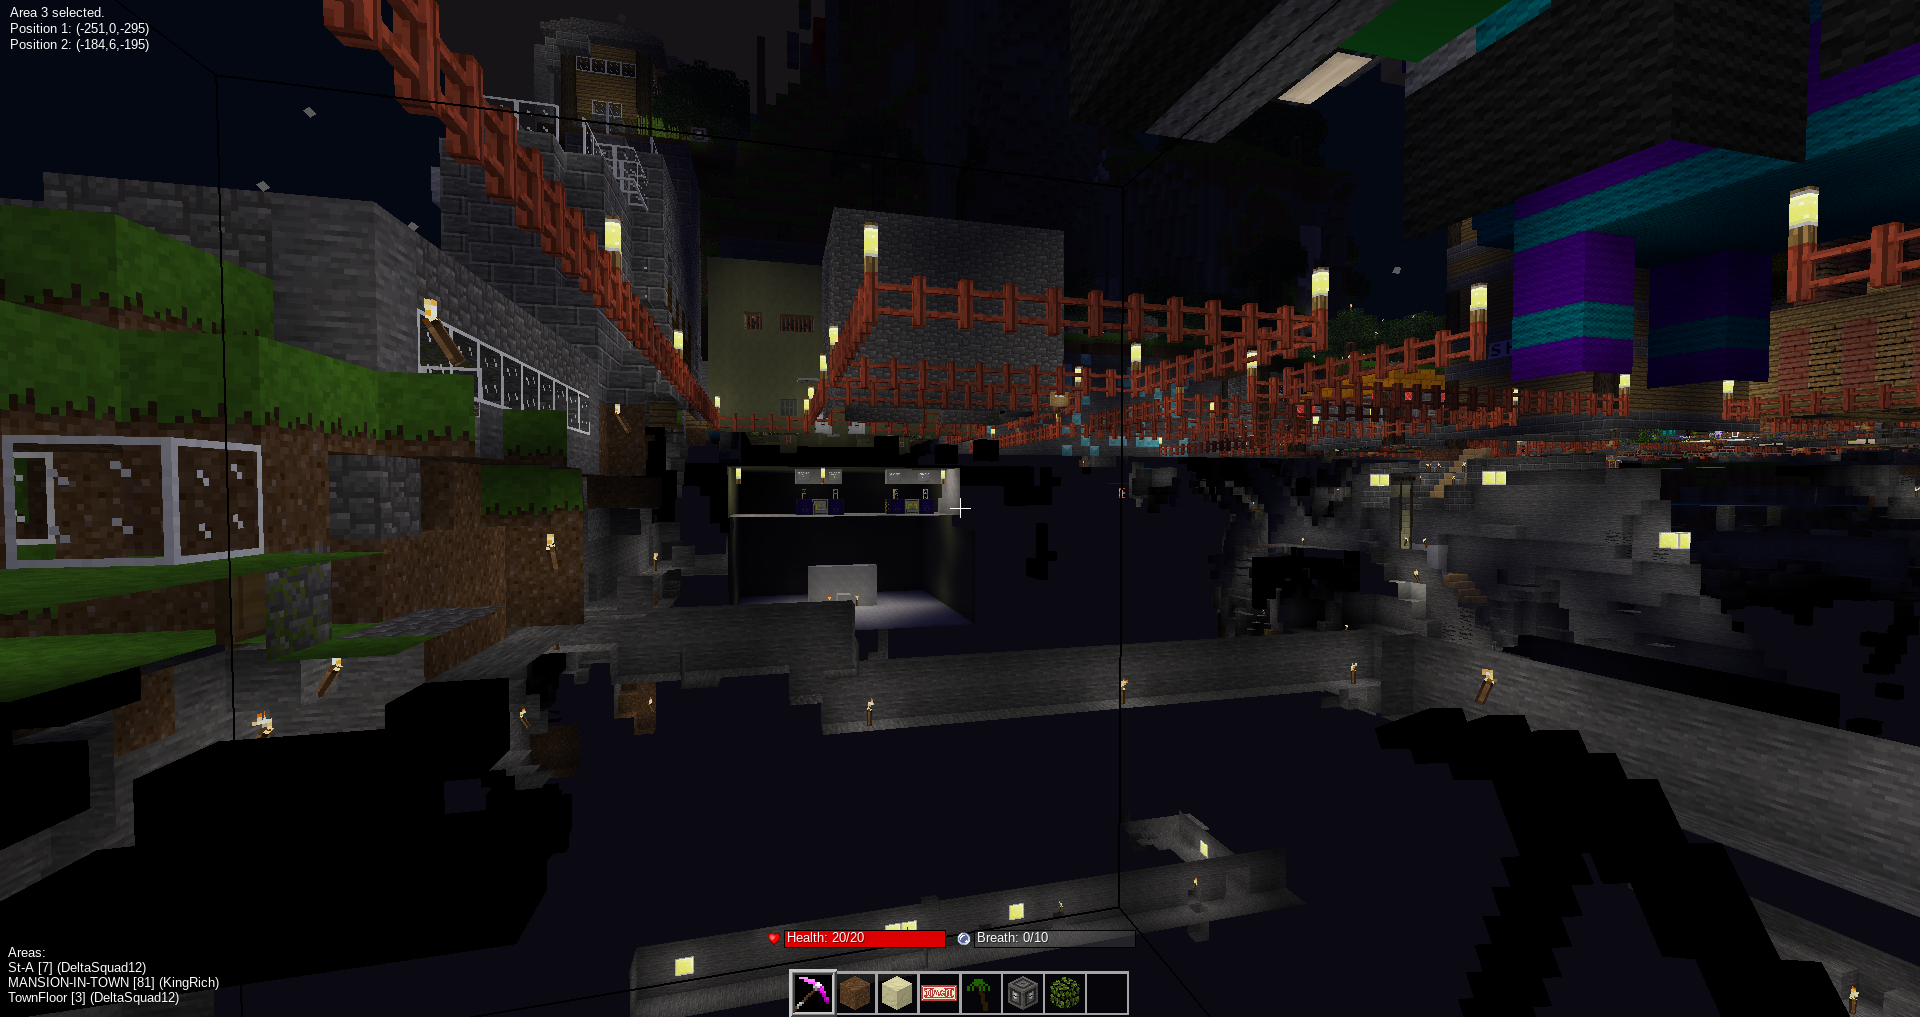 Area 3 selected.
Position 1: (-251,0,-295)
Position 2: (-184,6,-195)
Health: 20/20
Breath: 0/10
Areas:
St-A [7] (DeltaSquad12)
MANSION-IN-TOWN [81] (KingRich)
TownFloor [3] (DeltaSquad12)